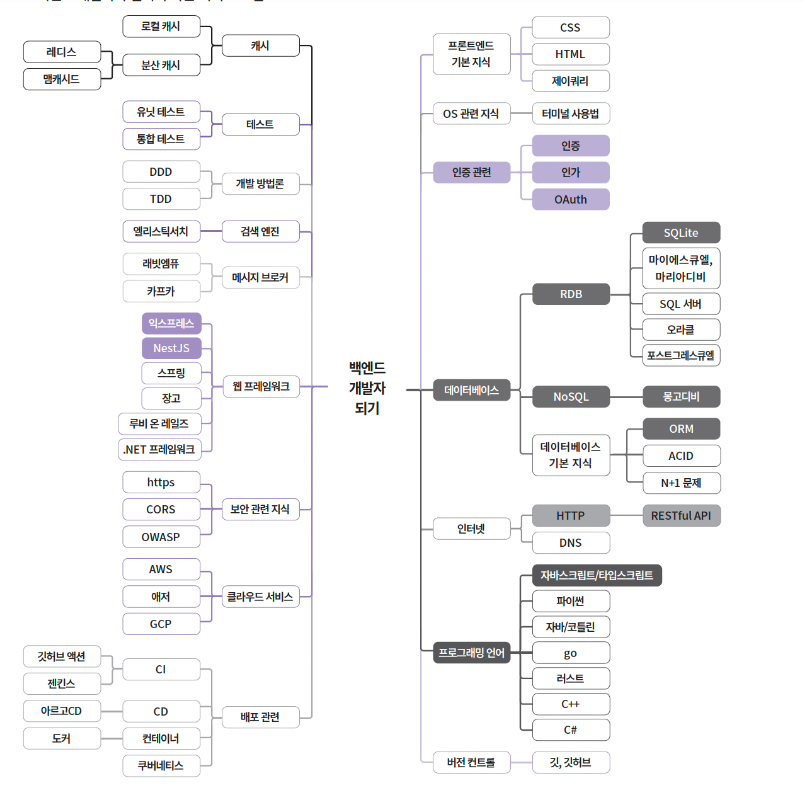 로컬 캐시
캐시
레디스
분산 캐시
맴캐시드
유닛 테스트
테스트
통합 테스트
DDD
개발 방법론
TDD
엘리스틱서치
검색 엔진
래빗엠큐
메시지 브로커
카프카
익스프레스
NestJS
스프링
웹 프레임워크
장고
루비 온 레일즈
.NET 프레임워크
https
CORS
보안 관련 지식
OWASP
AWS
애저
클라우드 서비스
GCP
깃허브 액션
CI
젠킨스
아르고CD
CD
배포 관련
도커
컨테이너
쿠버네티스
백엔드
개발자
되기
프론트엔드
기본 지식
CSS
HTML
제이쿼리
OS 관련 지식
터미널 사용법
인증 관련
인증
인가
OAuth
데이터베이스
RDB
SQLite
마이에스큐엘,
마리아디비
SQL 서버
오라클
포스트그레스큐엘
NoSQL
몽고디비
데이터베이스
기본 지식
ORM
ACID
N+1 문제
인터넷
HTTP
RESTful API
DNS
프로그래밍 언어
자바스크립트/타입스크립트
파이썬
자바/코틀린
go
러스트
C++
C#
버전 컨트롤
깃, 깃허브